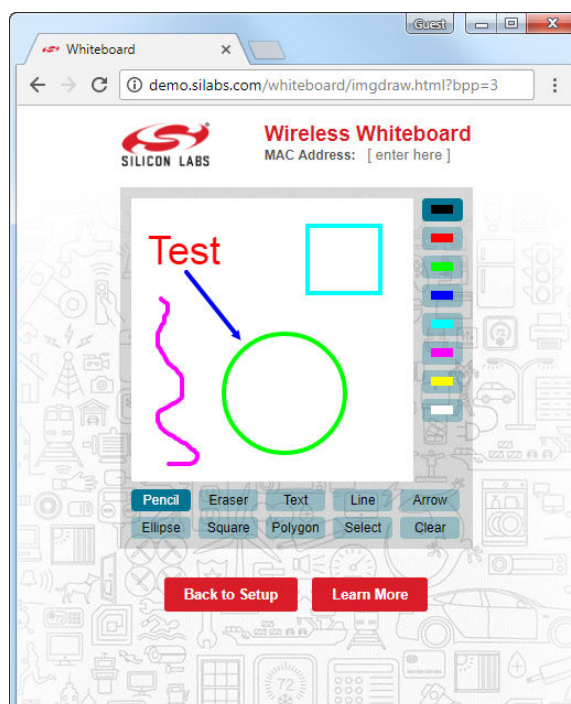 Guest
Whiteboard
demo.silabs.com/whiteboard/imgdraw.html?bpp=3
SILICON LABS
Wireless Whiteboard
MAC Address: [ enter here ]
Test
Pencil Eraser Text Line Arrow
Ellipse Square Polygon Select Clear
Back to Setup Learn More
72